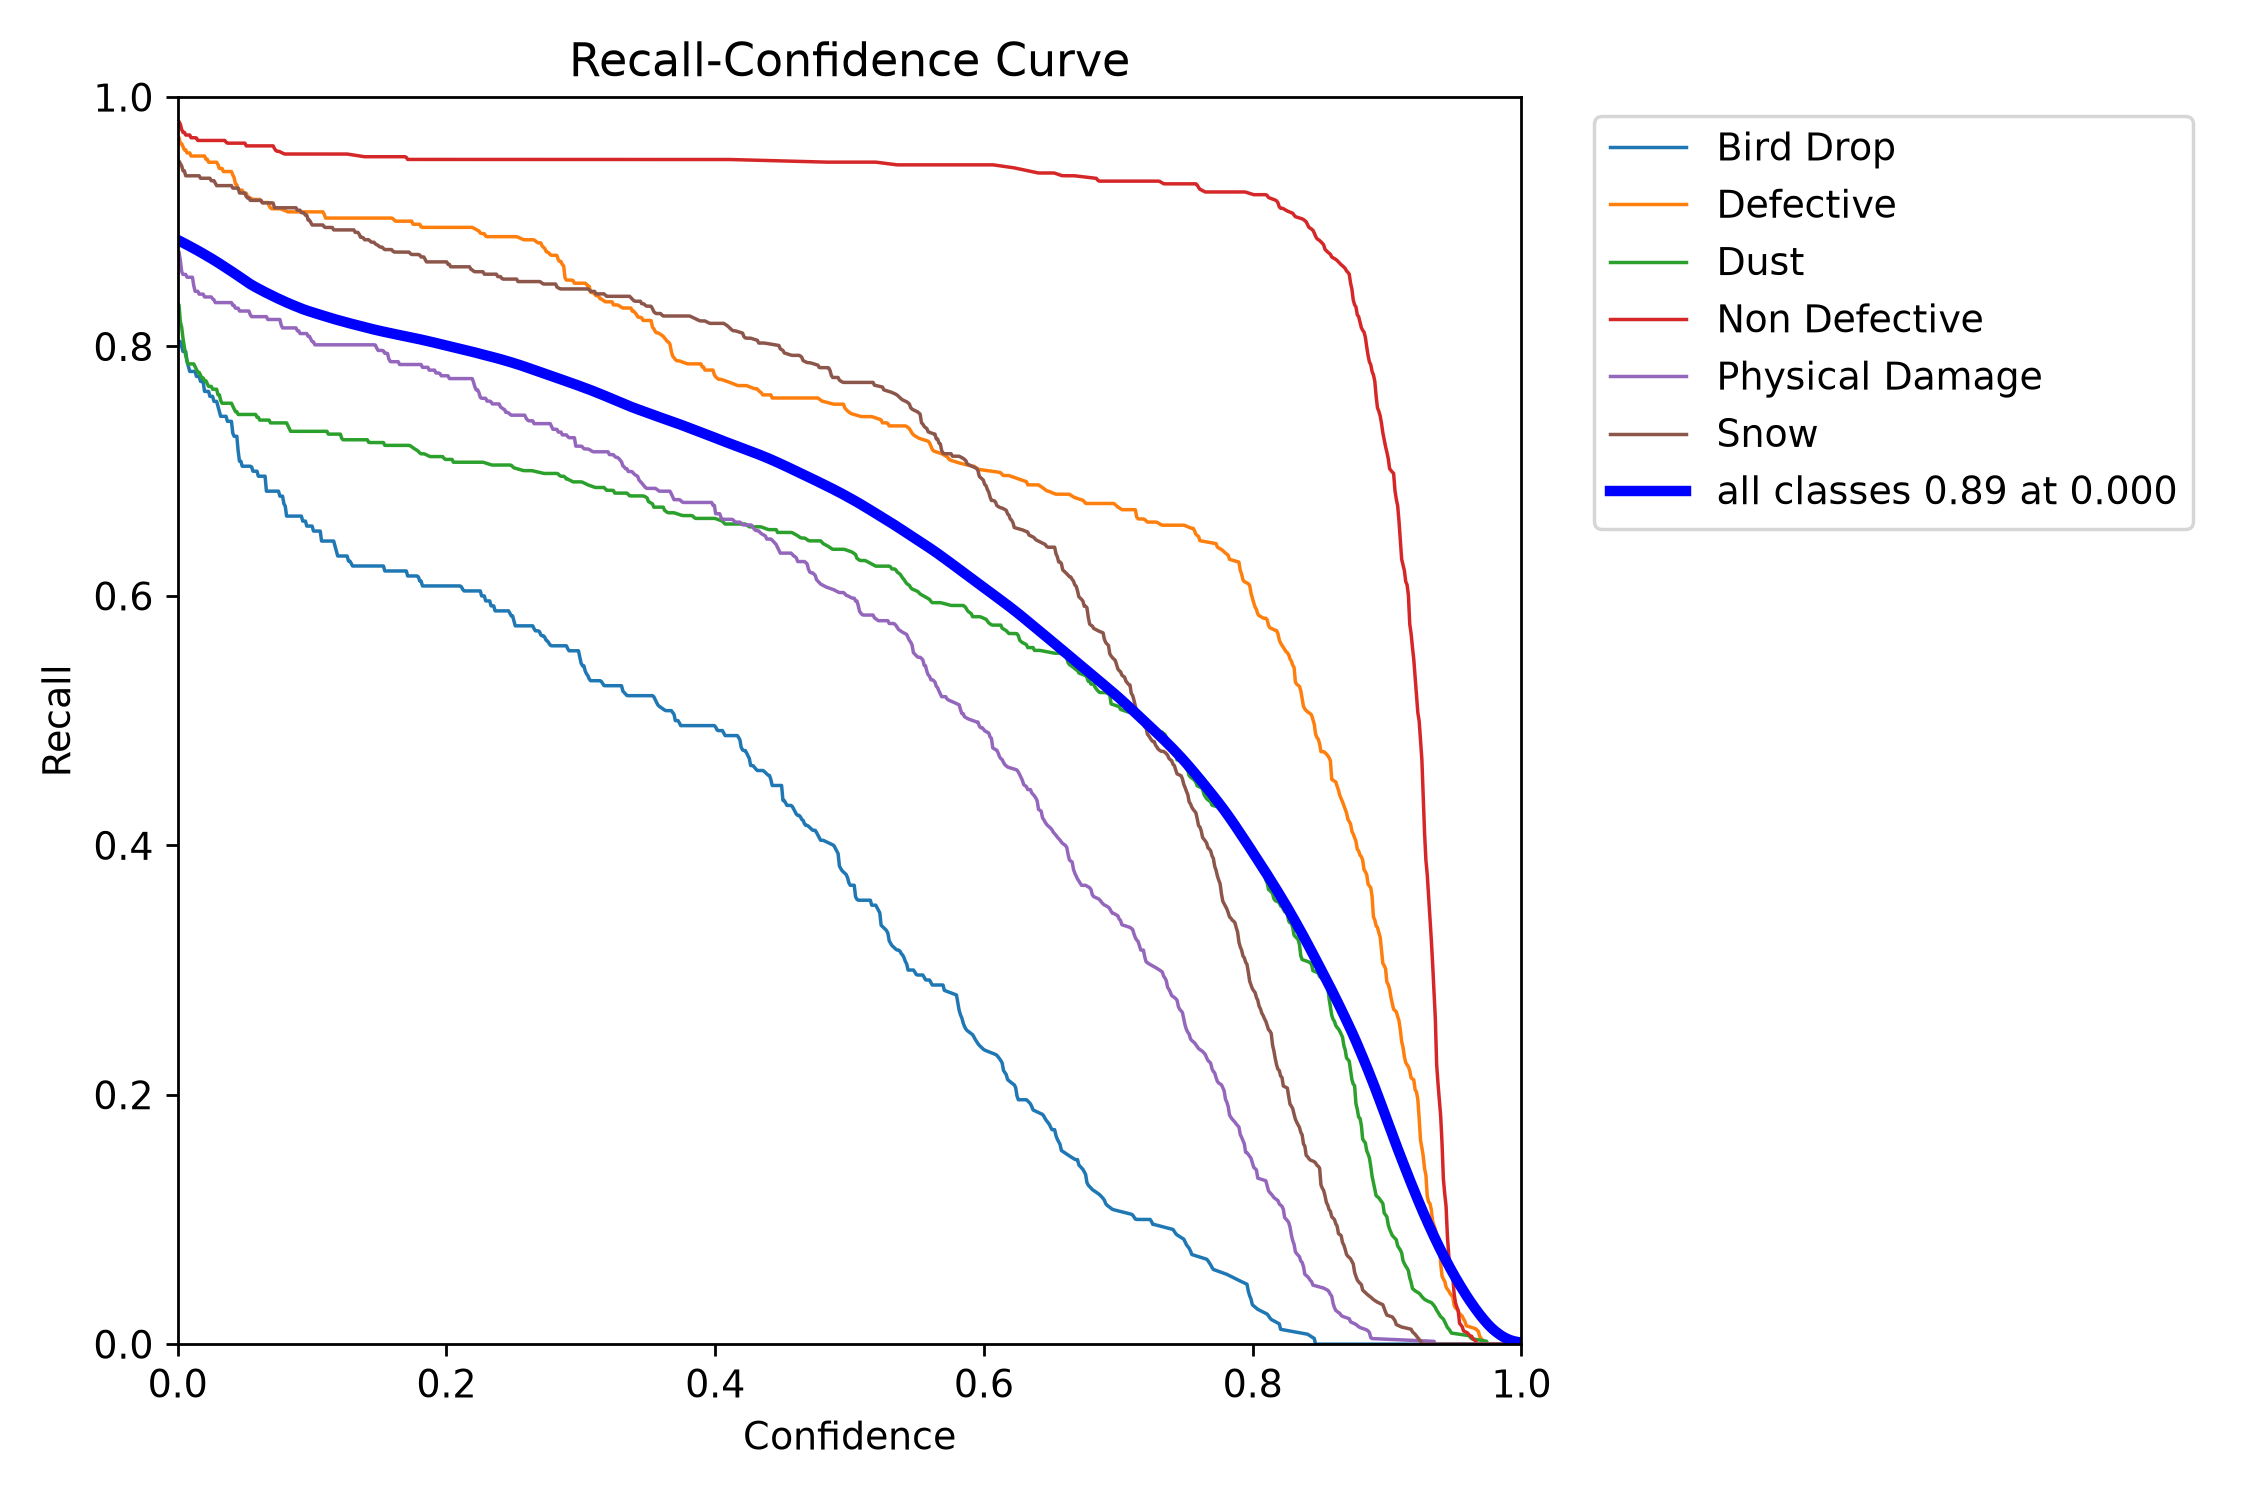 Recall-Confidence Curve
1.0
0.8
0.6
0.4
0.2
0.0
Recall
0.0 0.2 0.4 0.6 0.8 1.0
Confidence
Bird Drop
Defective
Dust
Non Defective
Physical Damage
Snow
all classes 0.89 at 0.000